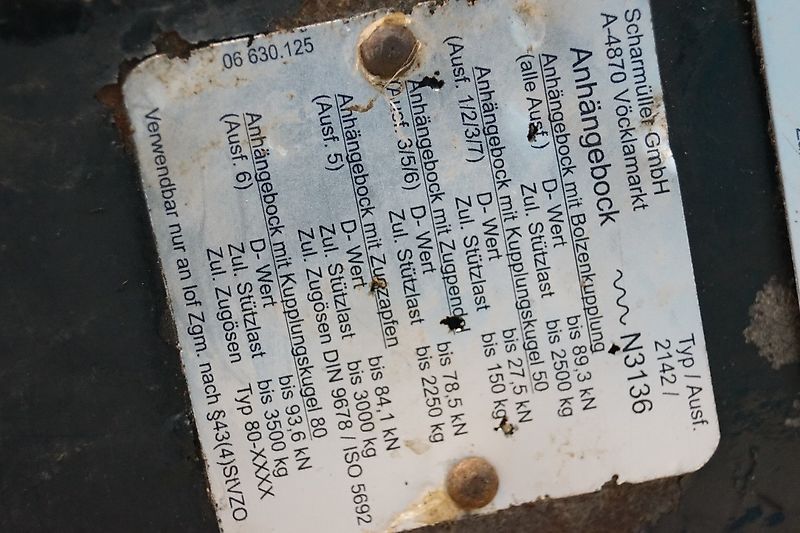 Scharmüller GmbH
A-4870 Vöcklamarkt
Typ / Ausf.
2142 /
Anhängebock
N3136
Anhängebock mit Bolzenkupplung
(alle Ausf.) D- Wert bis 89,3 kN
Zul. Stützlast bis 2500 kg
Anhängebock mit Kupplungskugel 50
(Ausf. 1/2/3/7) D- Wert bis 27,5 kN
Zul. Stützlast bis 150 kg
Anhängebock mit Zugpendel
(Ausf. 3/5/6) D- Wert bis 78,5 kN
Zul. Stützlast bis 2250 kg
Anhängebock mit Zugzapfen
(Ausf. 5) D- Wert bis 84,1 kN
Zul. Stützlast bis 3000 kg
Zul. Zugösen DIN 9678 / ISO 5692
Anhängebock mit Kupplungskugel 80
(Ausf. 6) D- Wert bis 93,6 kN
Zul. Stützlast bis 3500 kg
Zul. Zugösen Typ 80-XXXX
Verwendbar nur an lof Zgm. nach §43(4)StVZO
06 630.125